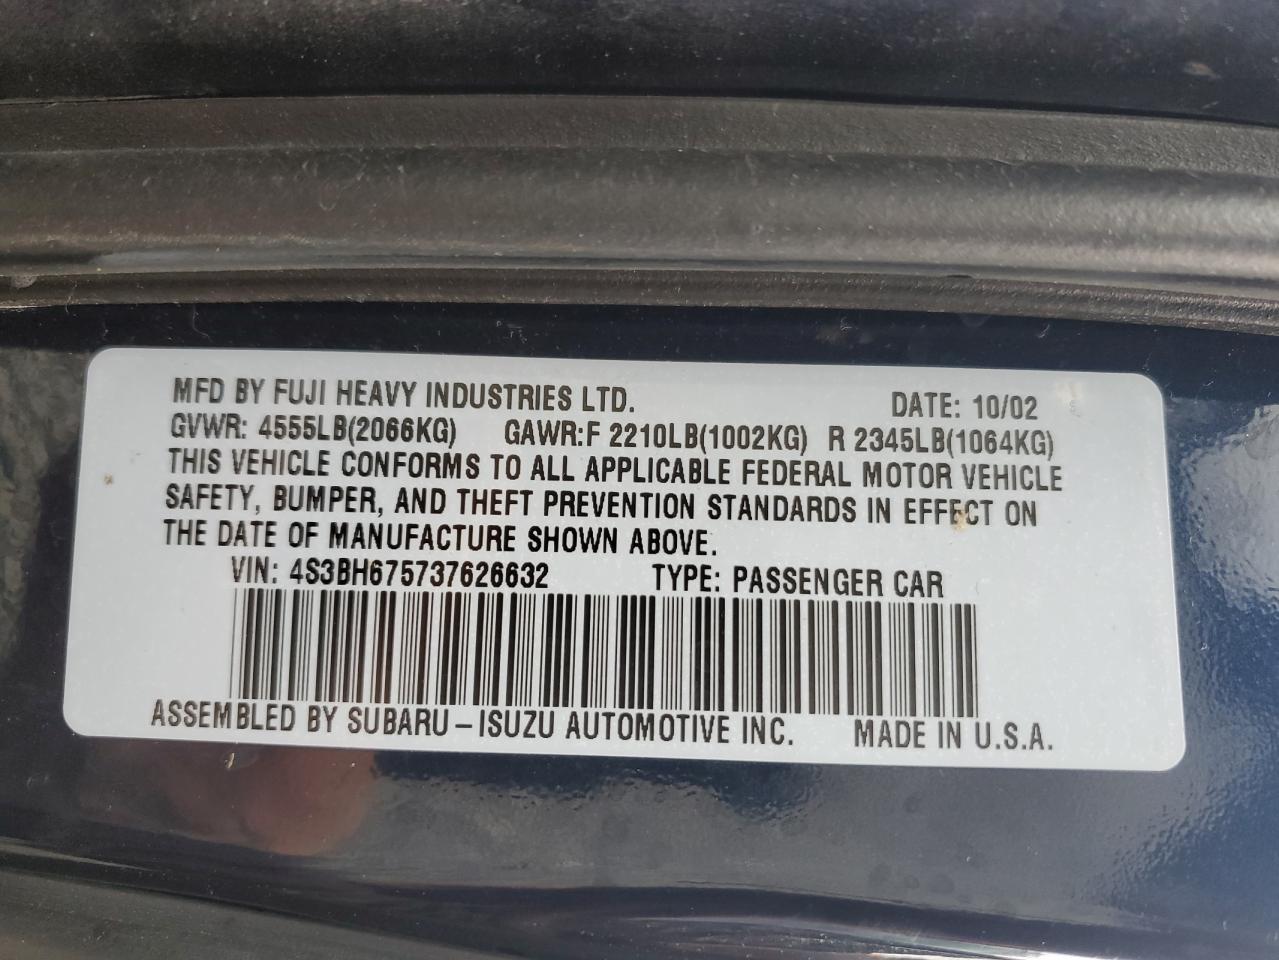 MFD BY FUJI HEAVY INDUSTRIES LTD. DATE: 10/02
GVWR: 4555LB(2066KG) GAWR:F 2210LB(1002KG) R 2345LB(1064KG)
THIS VEHICLE CONFORMS TO ALL APPLICABLE FEDERAL MOTOR VEHICLE
SAFETY, BUMPER, AND THEFT PREVENTION STANDARDS IN EFFECT ON
THE DATE OF MANUFACTURE SHOWN ABOVE.
VIN: 4S3BH675737626632 TYPE: PASSENGER CAR
ASSEMBLED BY SUBARU-ISUZU AUTOMOTIVE INC. MADE IN U.S.A.